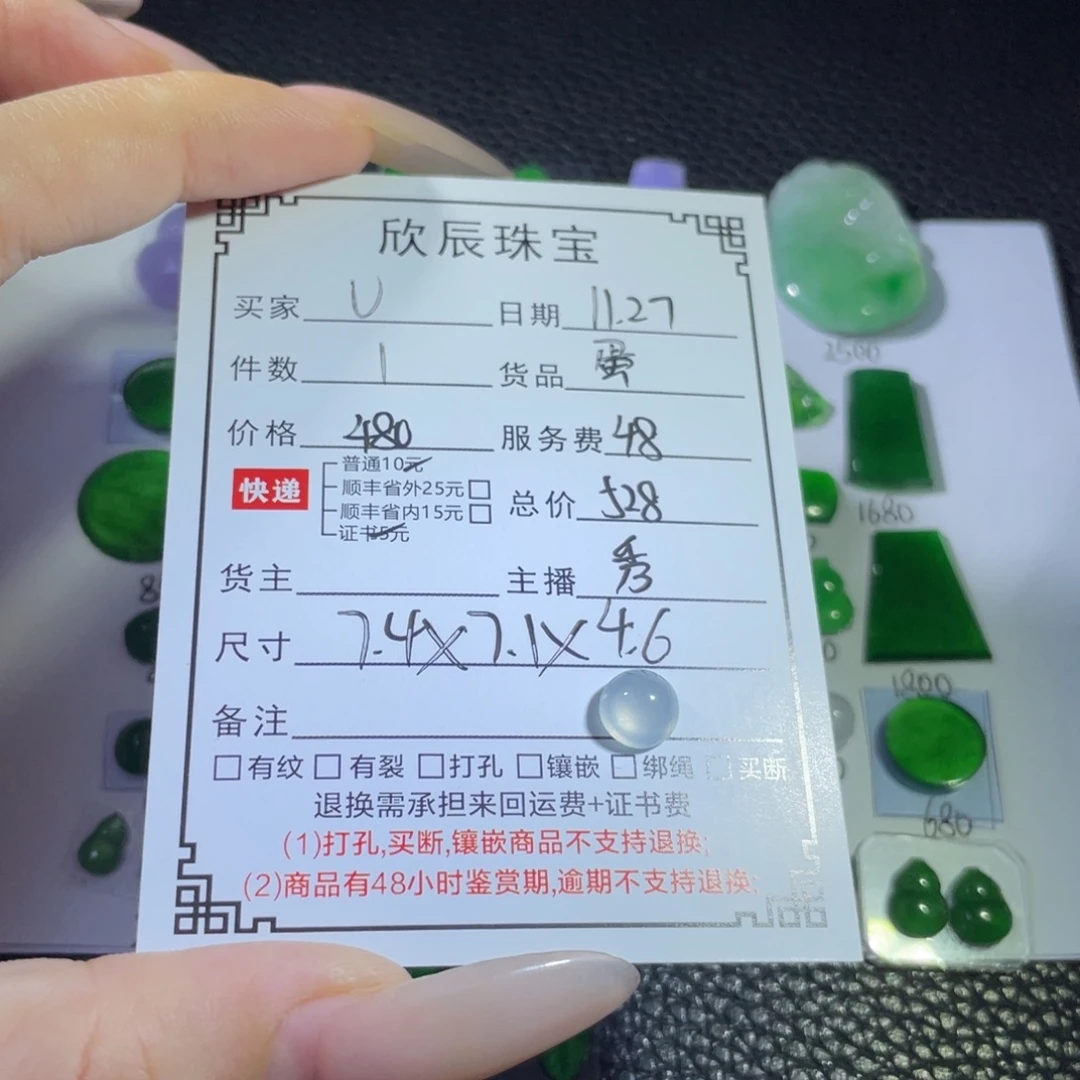 欣辰珠宝
买家 U 日期 11.27
件数 1 货品 蛋
价格 480 服务费 48
快递 普通10元
顺丰省外25元□
顺丰省内15元□ 总价 528
证书5元
货主 主播 秀
尺寸 7.4X7.1X4.6
备注
□有纹 □有裂 □打孔 □镶嵌 □绑绳 □买断
退换需承担来回运费+证书费
(1)打孔,买断,镶嵌商品不支持退换;
(2)商品有48小时鉴赏期,逾期不支持退换;
2500
1680
1800
680